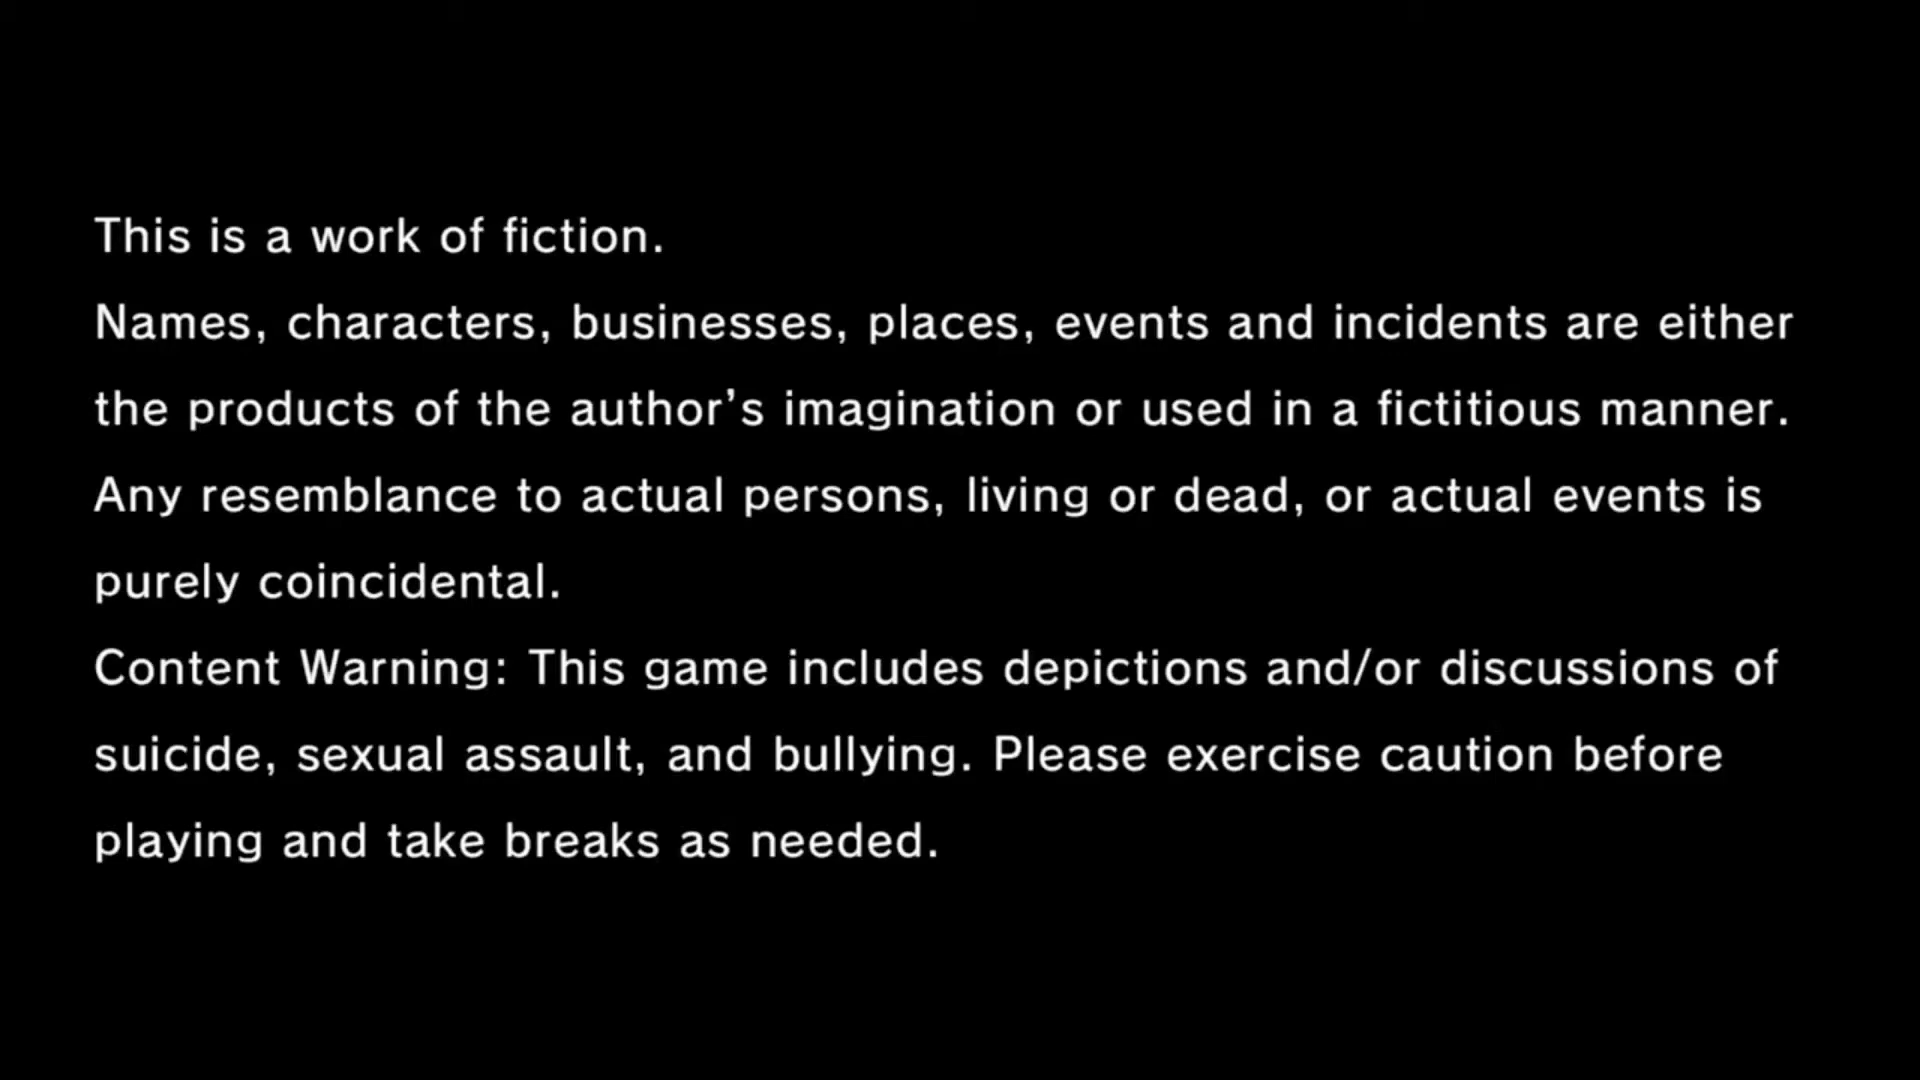 This is a work of fiction.
Names, characters, businesses, places, events and incidents are either
the products of the author’s imagination or used in a fictitious manner.
Any resemblance to actual persons, living or dead, or actual events is
purely coincidental.
Content Warning: This game includes depictions and/or discussions of
suicide, sexual assault, and bullying. Please exercise caution before
playing and take breaks as needed.